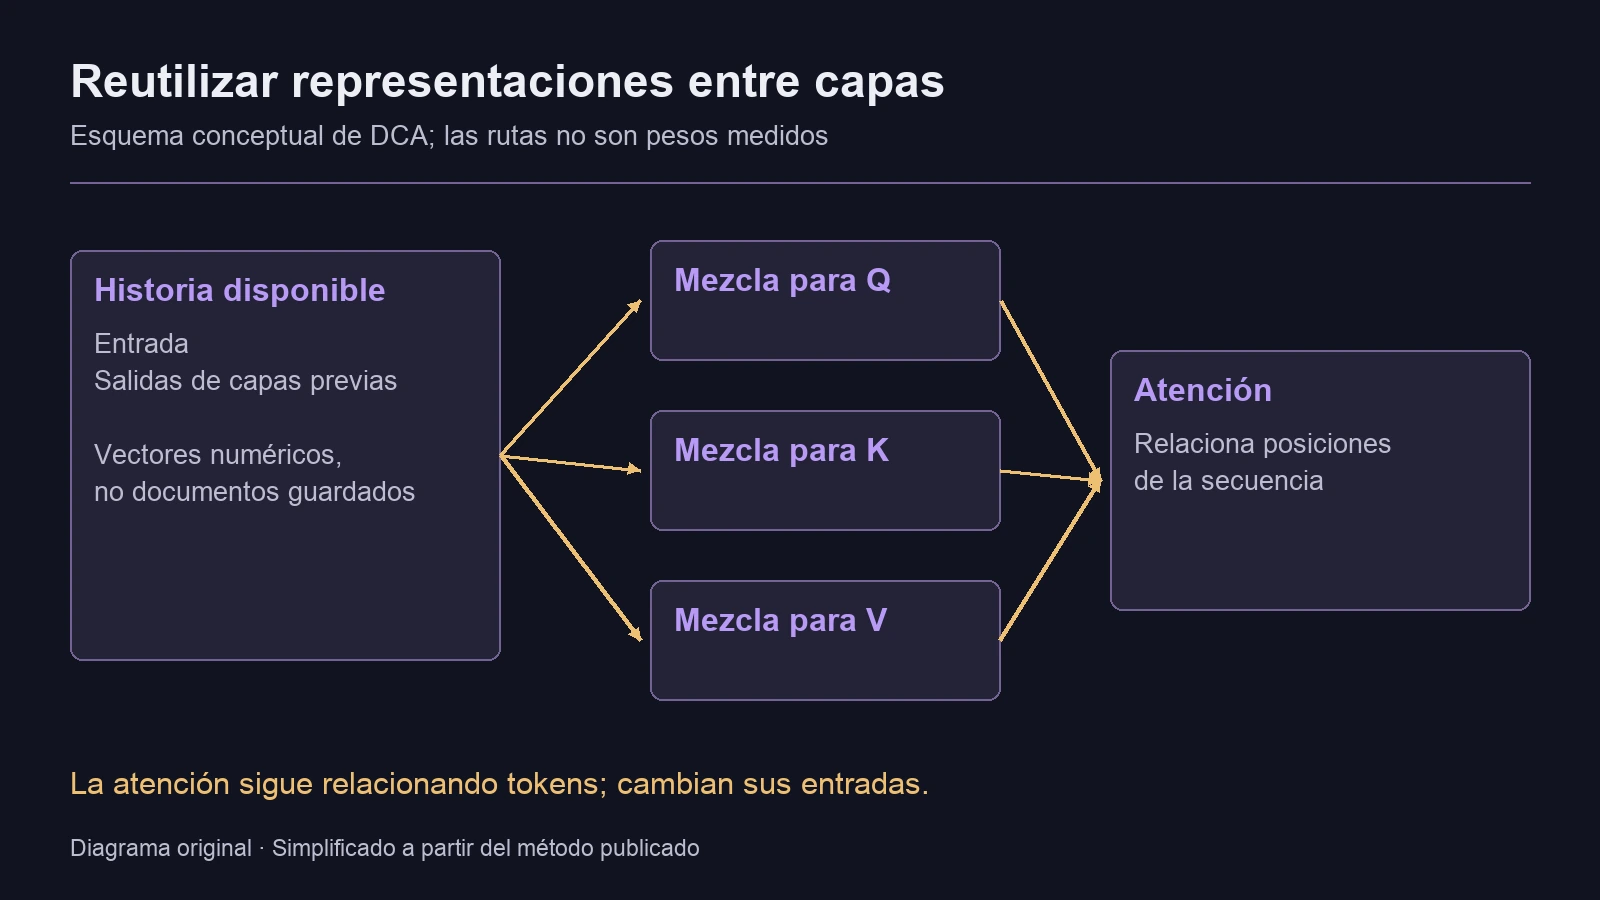 Reutilizar representaciones entre capas
Esquema conceptual de DCA; las rutas no son pesos medidos
Historia disponible
Entrada
Salidas de capas previas
Vectores numéricos,
no documentos guardados
Mezcla para Q
Mezcla para K
Mezcla para V
Atención
Relaciona posiciones
de la secuencia
La atención sigue relacionando tokens; cambian sus entradas.
Diagrama original · Simplificado a partir del método publicado